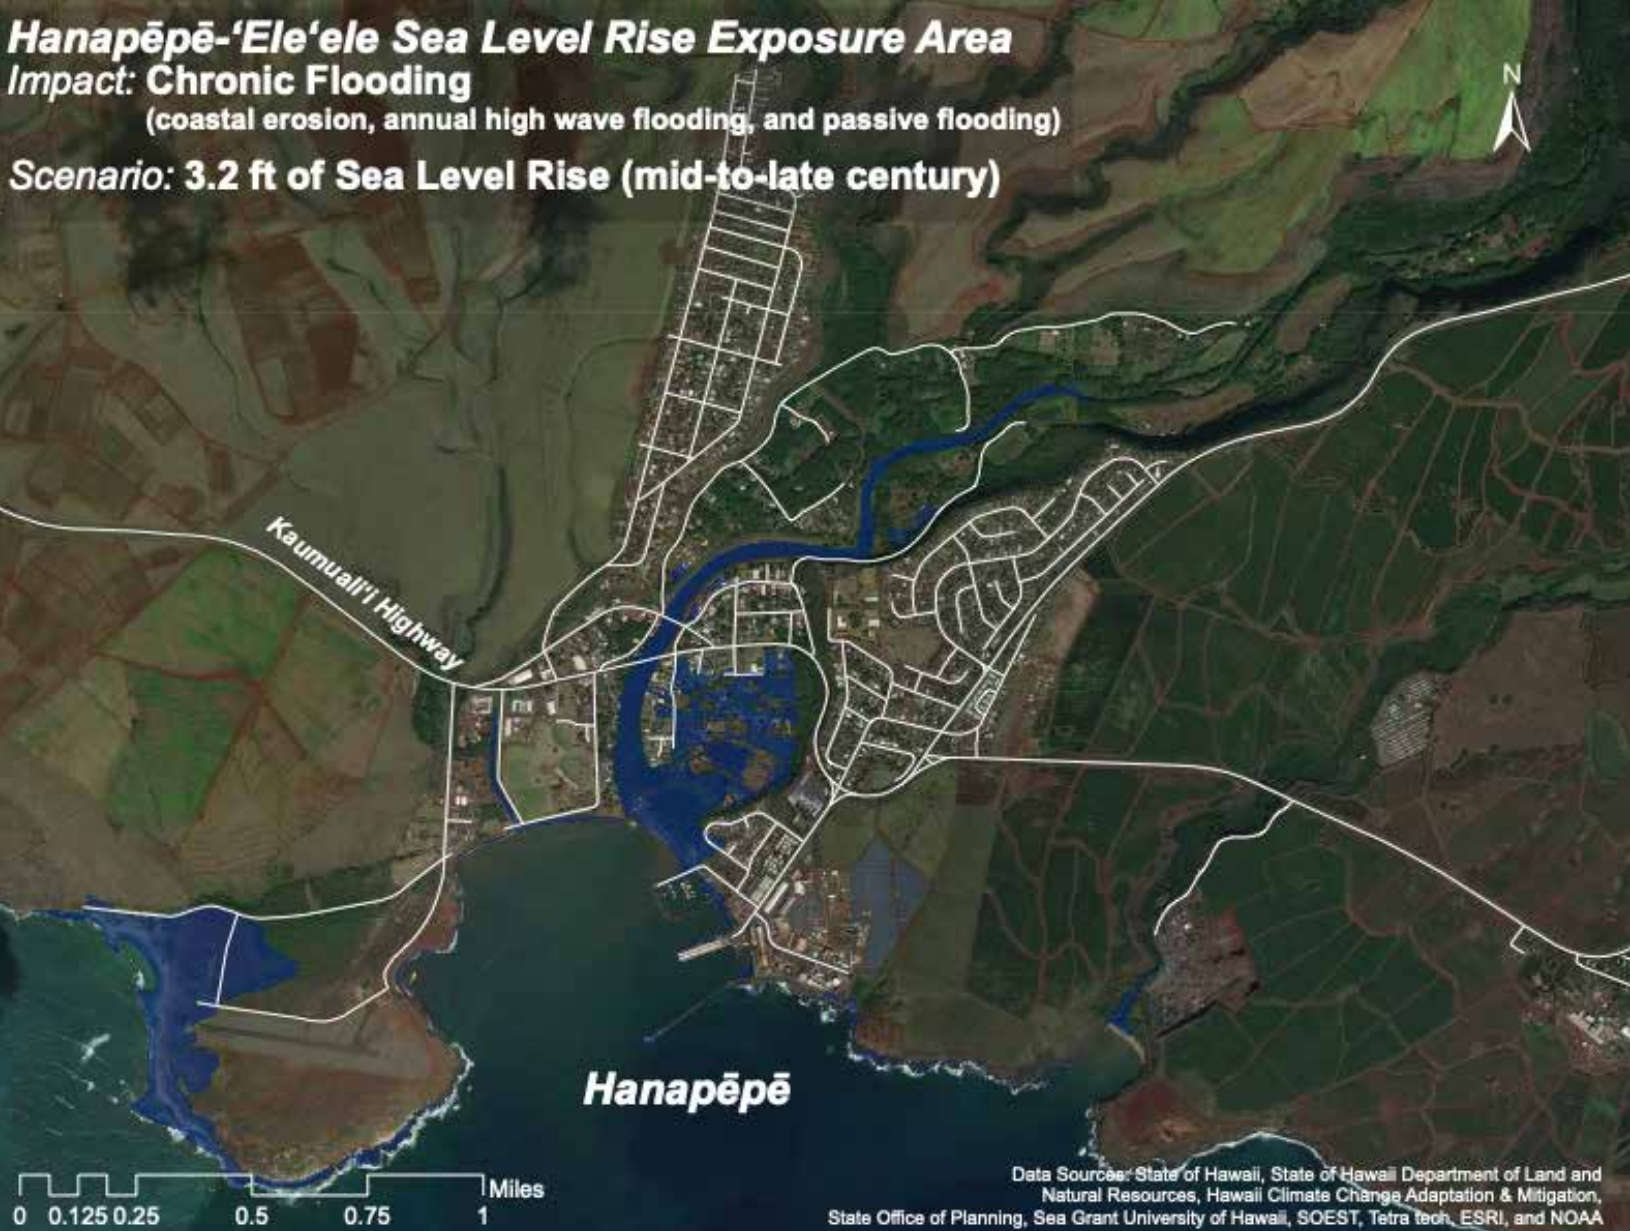 Hanapēpē-‘Ele‘ele Sea Level Rise Exposure Area
Impact: Chronic Flooding
(coastal erosion, annual high wave flooding, and passive flooding)
Scenario: 3.2 ft of Sea Level Rise (mid-to-late century)
N
Kaumuali‘i Highway
Hanapēpē
Miles
0 0.125 0.25 0.5 0.75 1
Data Sources: State of Hawaii, State of Hawaii Department of Land and
Natural Resources, Hawaii Climate Change Adaptation & Mitigation,
State Office of Planning, Sea Grant University of Hawaii, SOEST, Tetra tech, ESRI, and NOAA